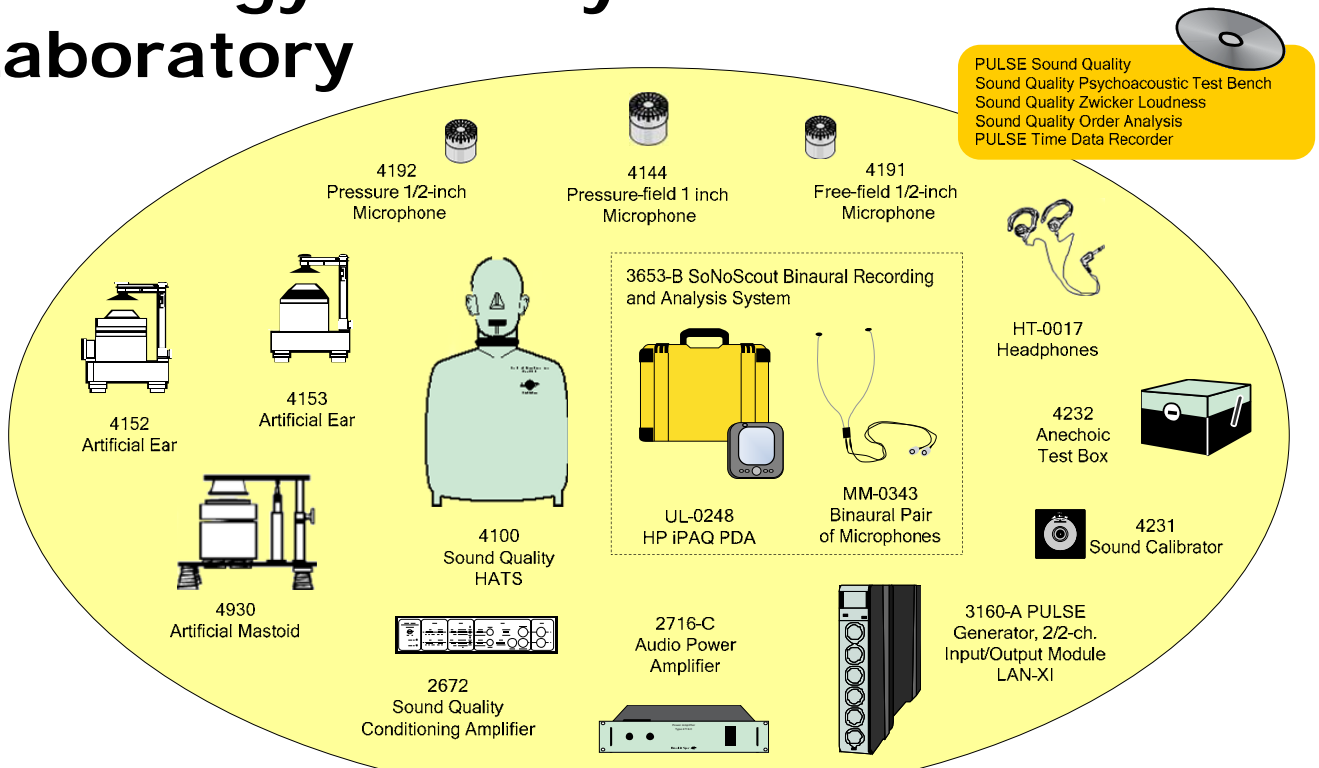 aboratory
PULSE Sound Quality
Sound Quality Psychoacoustic Test Bench
Sound Quality Zwicker Loudness
Sound Quality Order Analysis
PULSE Time Data Recorder
4192
Pressure 1/2-inch
Microphone
4144
Pressure-field 1 inch
Microphone
4191
Free-field 1/2-inch
Microphone
3653-B SoNoScout Binaural Recording
and Analysis System
HT-0017
Headphones
4152
Artificial Ear
4153
Artificial Ear
4232
Anechoic
Test Box
UL-0248
HP iPAQ PDA
MM-0343
Binaural Pair
of Microphones
4100
Sound Quality
HATS
4231
Sound Calibrator
4930
Artificial Mastoid
2716-C
Audio Power
Amplifier
3160-A PULSE
Generator, 2/2-ch.
Input/Output Module
LAN-XI
2672
Sound Quality
Conditioning Amplifier